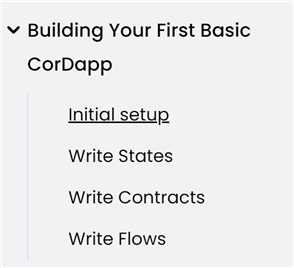 Building Your First Basic
CorDapp
Initial setup
Write States
Write Contracts
Write Flows